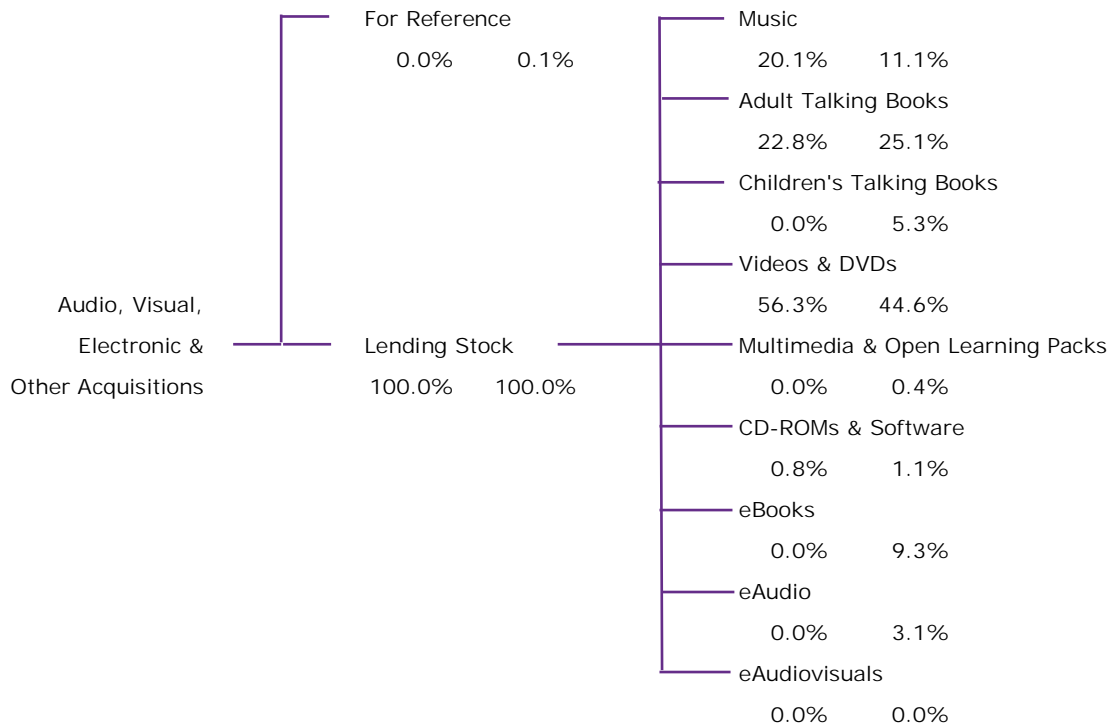 For Reference
0.0% 0.1%
Audio, Visual,
Electronic &
Other Acquisitions
Lending Stock
100.0% 100.0%
Music
20.1% 11.1%
Adult Talking Books
22.8% 25.1%
Children's Talking Books
0.0% 5.3%
Videos & DVDs
56.3% 44.6%
Multimedia & Open Learning Packs
0.0% 0.4%
CD-ROMs & Software
0.8% 1.1%
eBooks
0.0% 9.3%
eAudio
0.0% 3.1%
eAudiovisuals
0.0% 0.0%